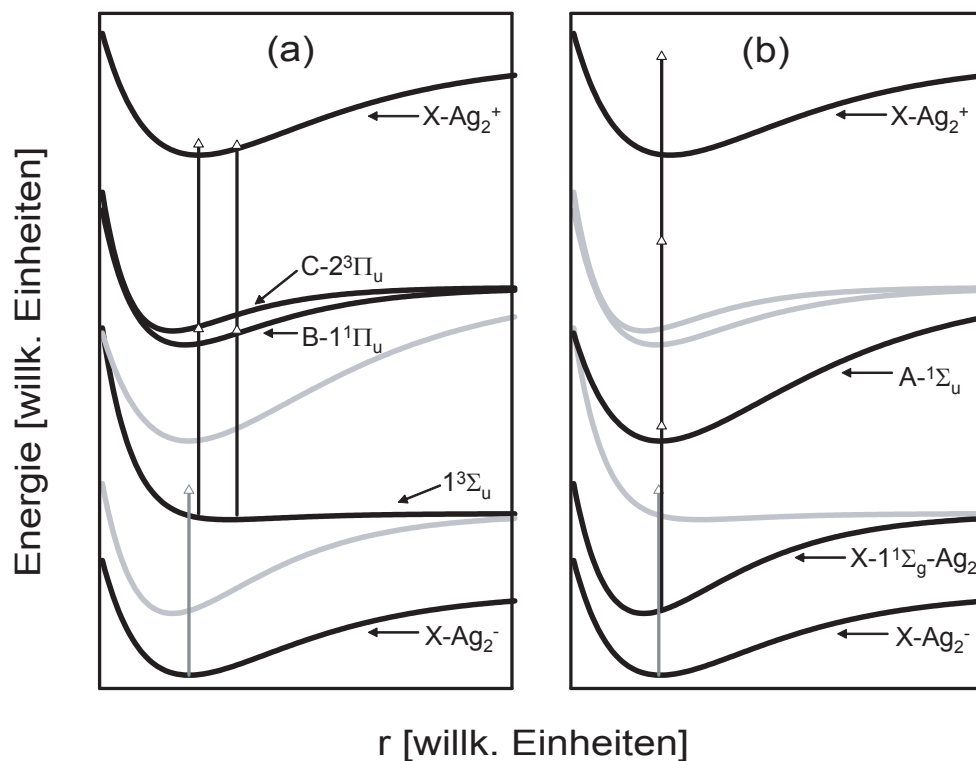 (a)
X-Ag₂⁺
C-2³Πᵤ
B-1¹Πᵤ
1³Σᵤ
X-Ag₂⁻
(b)
X-Ag₂⁺
A-¹Σᵤ
X-1¹Σg-Ag₂
X-Ag₂⁻
Energie [willk. Einheiten]
r [willk. Einheiten]